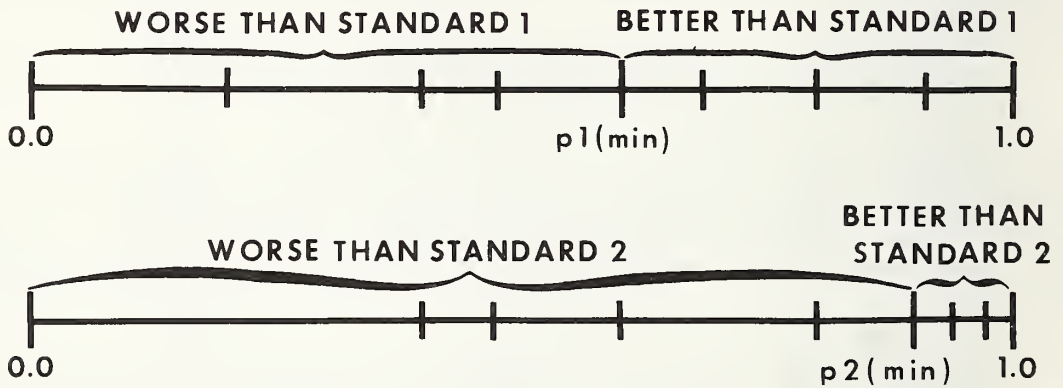 WORSE THAN STANDARD 1
BETTER THAN STANDARD 1
0.0
p1(min)
1.0
WORSE THAN STANDARD 2
BETTER THAN
STANDARD 2
0.0
p2(min)
1.0